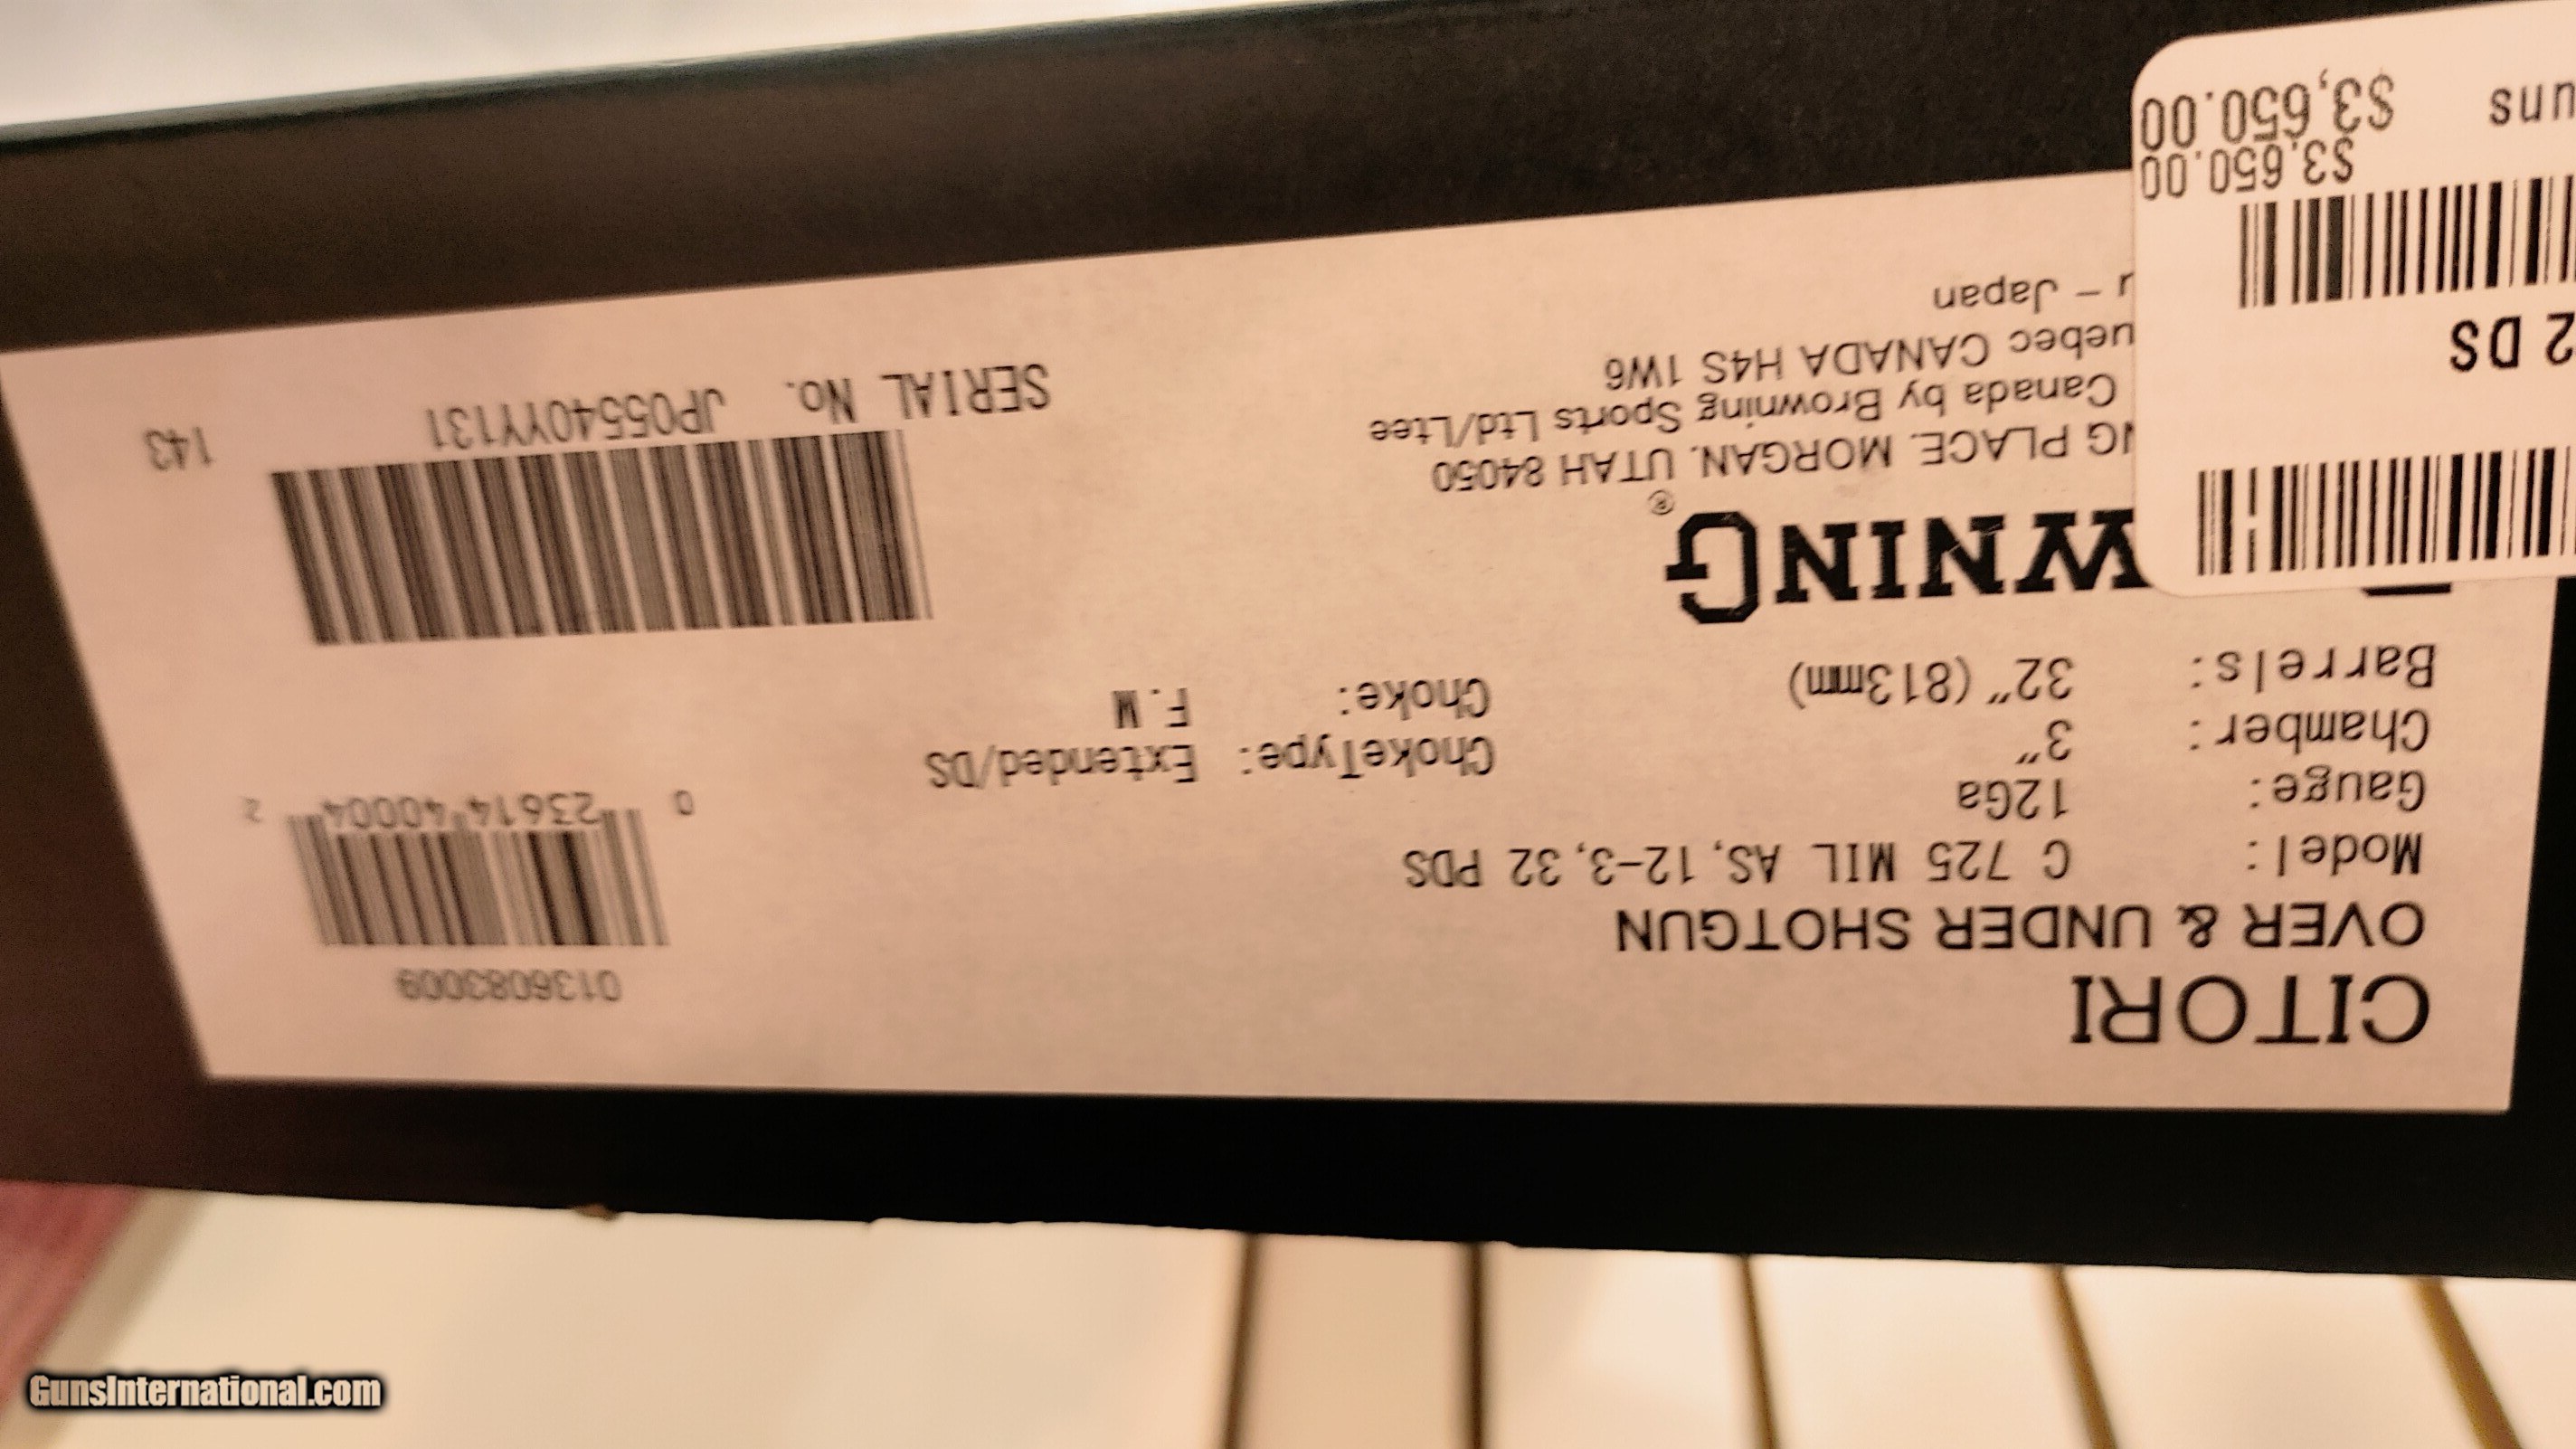 CITORI
OVER & UNDER SHOTGUN
Model: C 725 MIL AS, 12-3, 32 PDS
Gauge: 12Ga
Chamber: 3"
Barrels: 32" (813mm)
ChokeType: Extended/DS
Choke: F.M
0136083009
0 23614 40004 2
WNING®
NG PLACE. MORGAN. UTAH 84050
Canada by Browning Sports Ltd/Ltee
uebec CANADA H4S 1W6
- Japan
SERIAL No. JP05540YY131
143
2 DS
$3,650.00
uns $3,650.00
GunsInternational.com